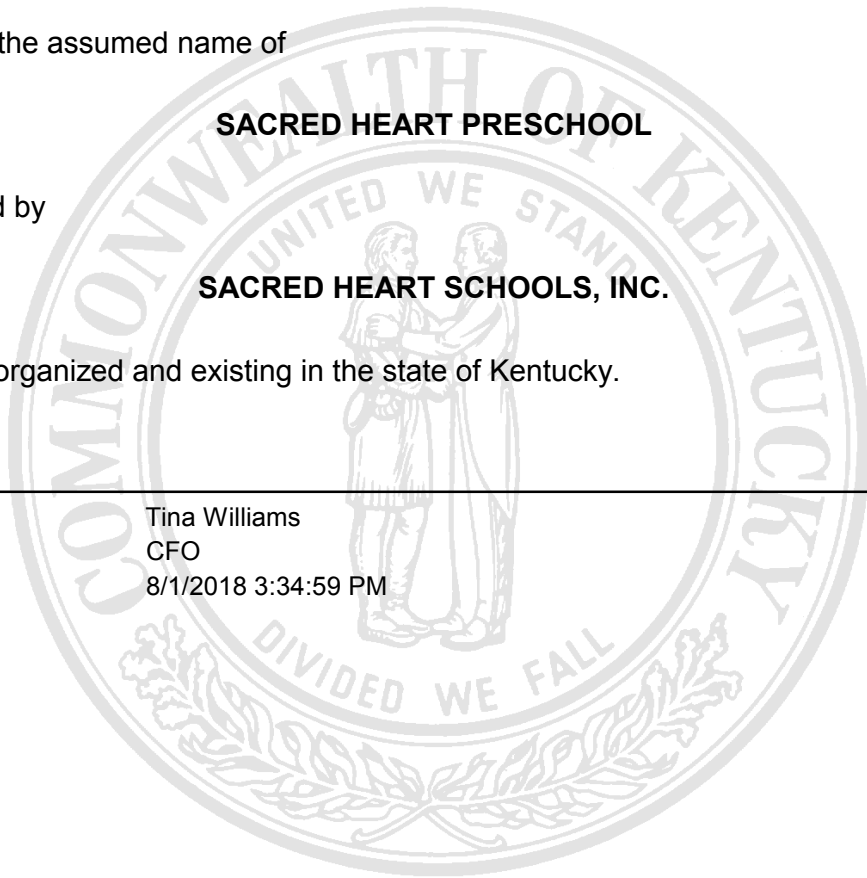 the assumed name of
SACRED HEART PRESCHOOL
d by
SACRED HEART SCHOOLS, INC.
organized and existing in the state of Kentucky.
Tina Williams
CFO
8/1/2018 3:34:59 PM
COMMONWEALTH OF KENTUCKY
UNITED WE STAND
DIVIDED WE FALL